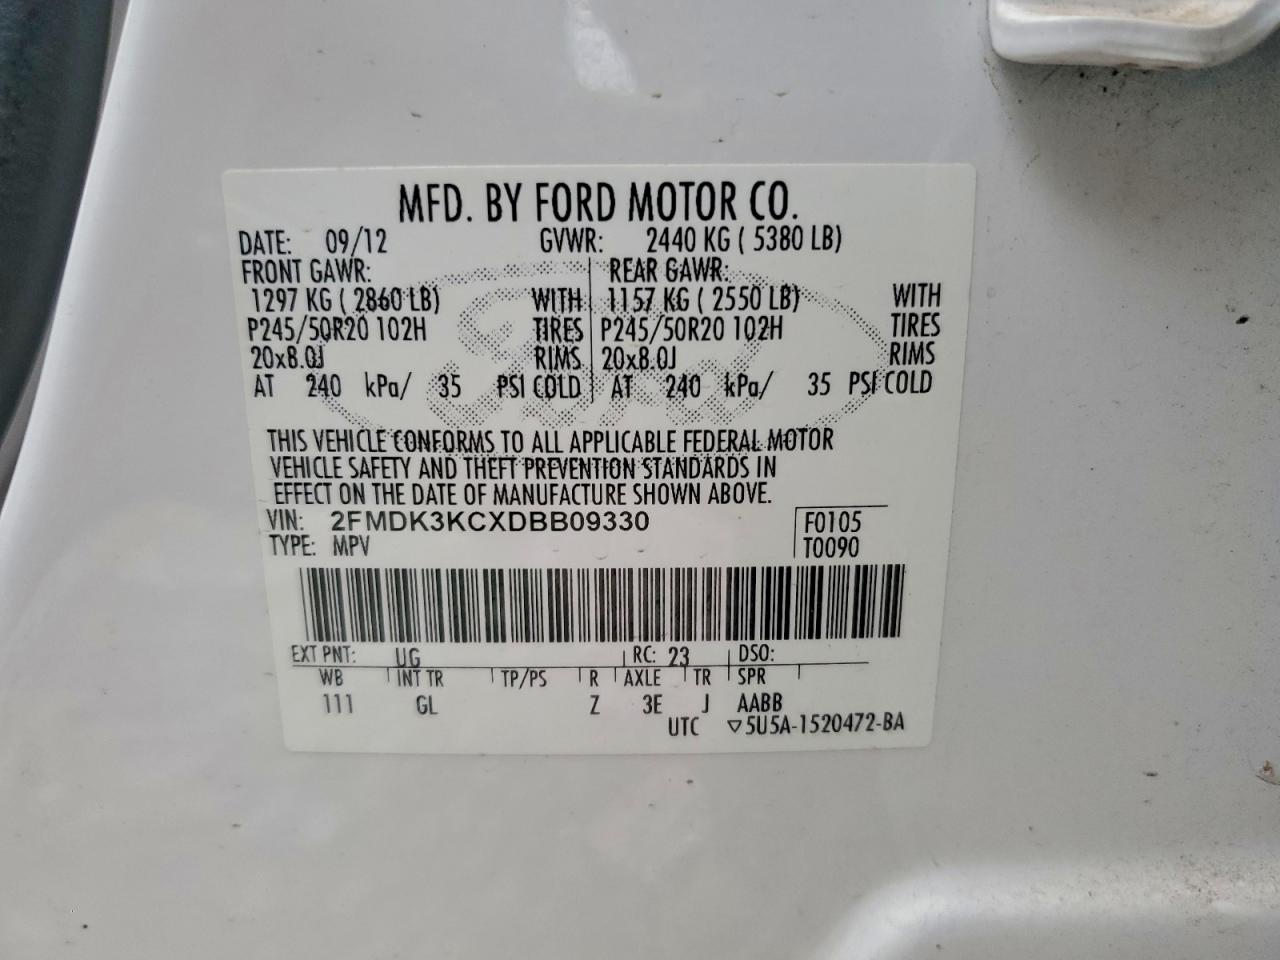 MFD. BY FORD MOTOR CO.
DATE: 09/12 GVWR: 2440 KG ( 5380 LB)
FRONT GAWR: REAR GAWR:
1297 KG ( 2860 LB) WITH 1157 KG ( 2550 LB) WITH
P245/50R20 102H TIRES P245/50R20 102H TIRES
20x8.0J RIMS 20x8.0J RIMS
AT 240 kPa/ 35 PSI COLD AT 240 kPa/ 35 PSI COLD
THIS VEHICLE CONFORMS TO ALL APPLICABLE FEDERAL MOTOR
VEHICLE SAFETY AND THEFT PREVENTION STANDARDS IN
EFFECT ON THE DATE OF MANUFACTURE SHOWN ABOVE.
VIN: 2FMDK3KCXDBB09330 F0105
TYPE: MPV T0090
EXT PNT: UG RC: 23 DSO:
WB INT TR TP/PS R AXLE TR SPR
111 GL Z 3E J AABB
UTC ▽5U5A-1520472-BA